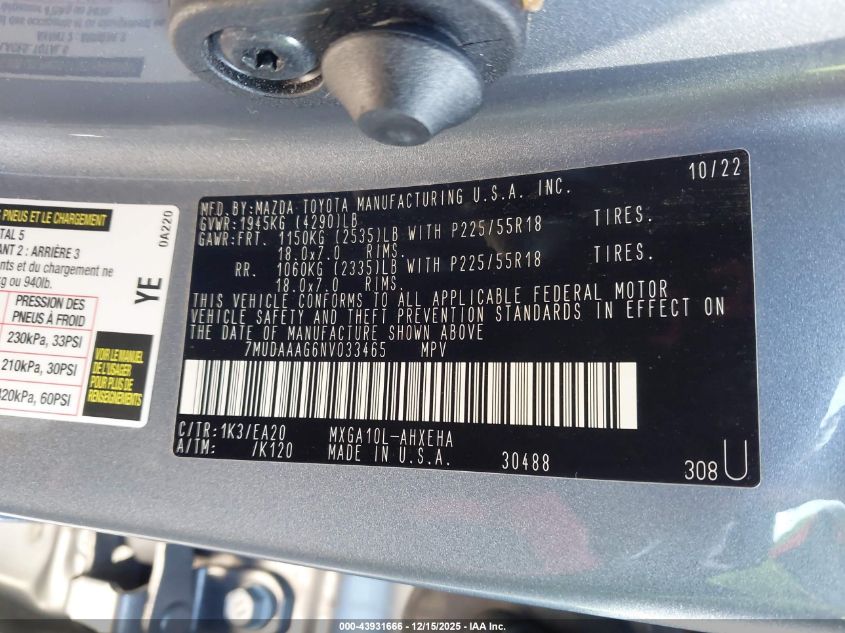 PNEUS ET LE CHARGEMENT
TAL 5
ANT 2 : ARRIÈRE 3
ents et du chargement ne
kg ou 940lb.
PRESSION DES
PNEUS À FROID
230kPa, 33PSI
210kPa, 30PSI
420kPa, 60PSI
VOIR LE MANUEL
DE L'USAGER
POUR PLUS DE
RENSEIGNEMENTS
0A220
YE
10/22
MFD.BY:MAZDA TOYOTA MANUFACTURING U.S.A. INC.
GVWR:1945KG (4290)LB
GAWR:FRT. 1150KG (2535)LB WITH P225/55R18 TIRES.
18.0x7.0 RIMS.
RR. 1060KG (2335)LB WITH P225/55R18 TIRES.
18.0x7.0 RIMS.
THIS VEHICLE CONFORMS TO ALL APPLICABLE FEDERAL MOTOR
VEHICLE SAFETY AND THEFT PREVENTION STANDARDS IN EFFECT ON
THE DATE OF MANUFACTURE SHOWN ABOVE
7MUDAAAG6NV033465 MPV
C/TR:1K3/EA20 MXGA10L-AHXEHA
A/TM: /K120 MADE IN U.S.A. 30488
308 U
000-43931666 - 12/15/2025 - IAA Inc.